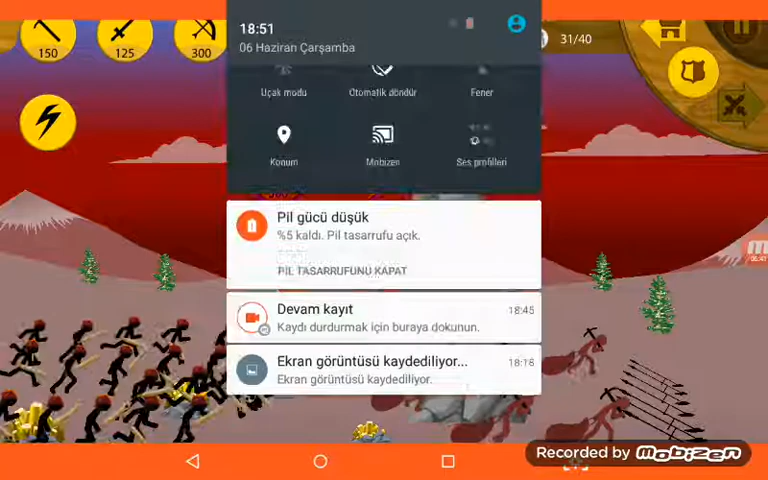 18:51
06 Haziran Çarşamba
150
125
300
31/40
Uçak modu
Otomatik döndür
Fener
Konum
Mobizen
Ses profilleri
Pil gücü düşük
%5 kaldı. Pil tasarrufu açık.
PİL TASARRUFUNU KAPAT
Devam kayıt
18:45
Kaydı durdurmak için buraya dokunun.
Ekran görüntüsü kaydediliyor...
18:16
Ekran görüntüsü kaydediliyor.
05:41
Recorded by mobizen